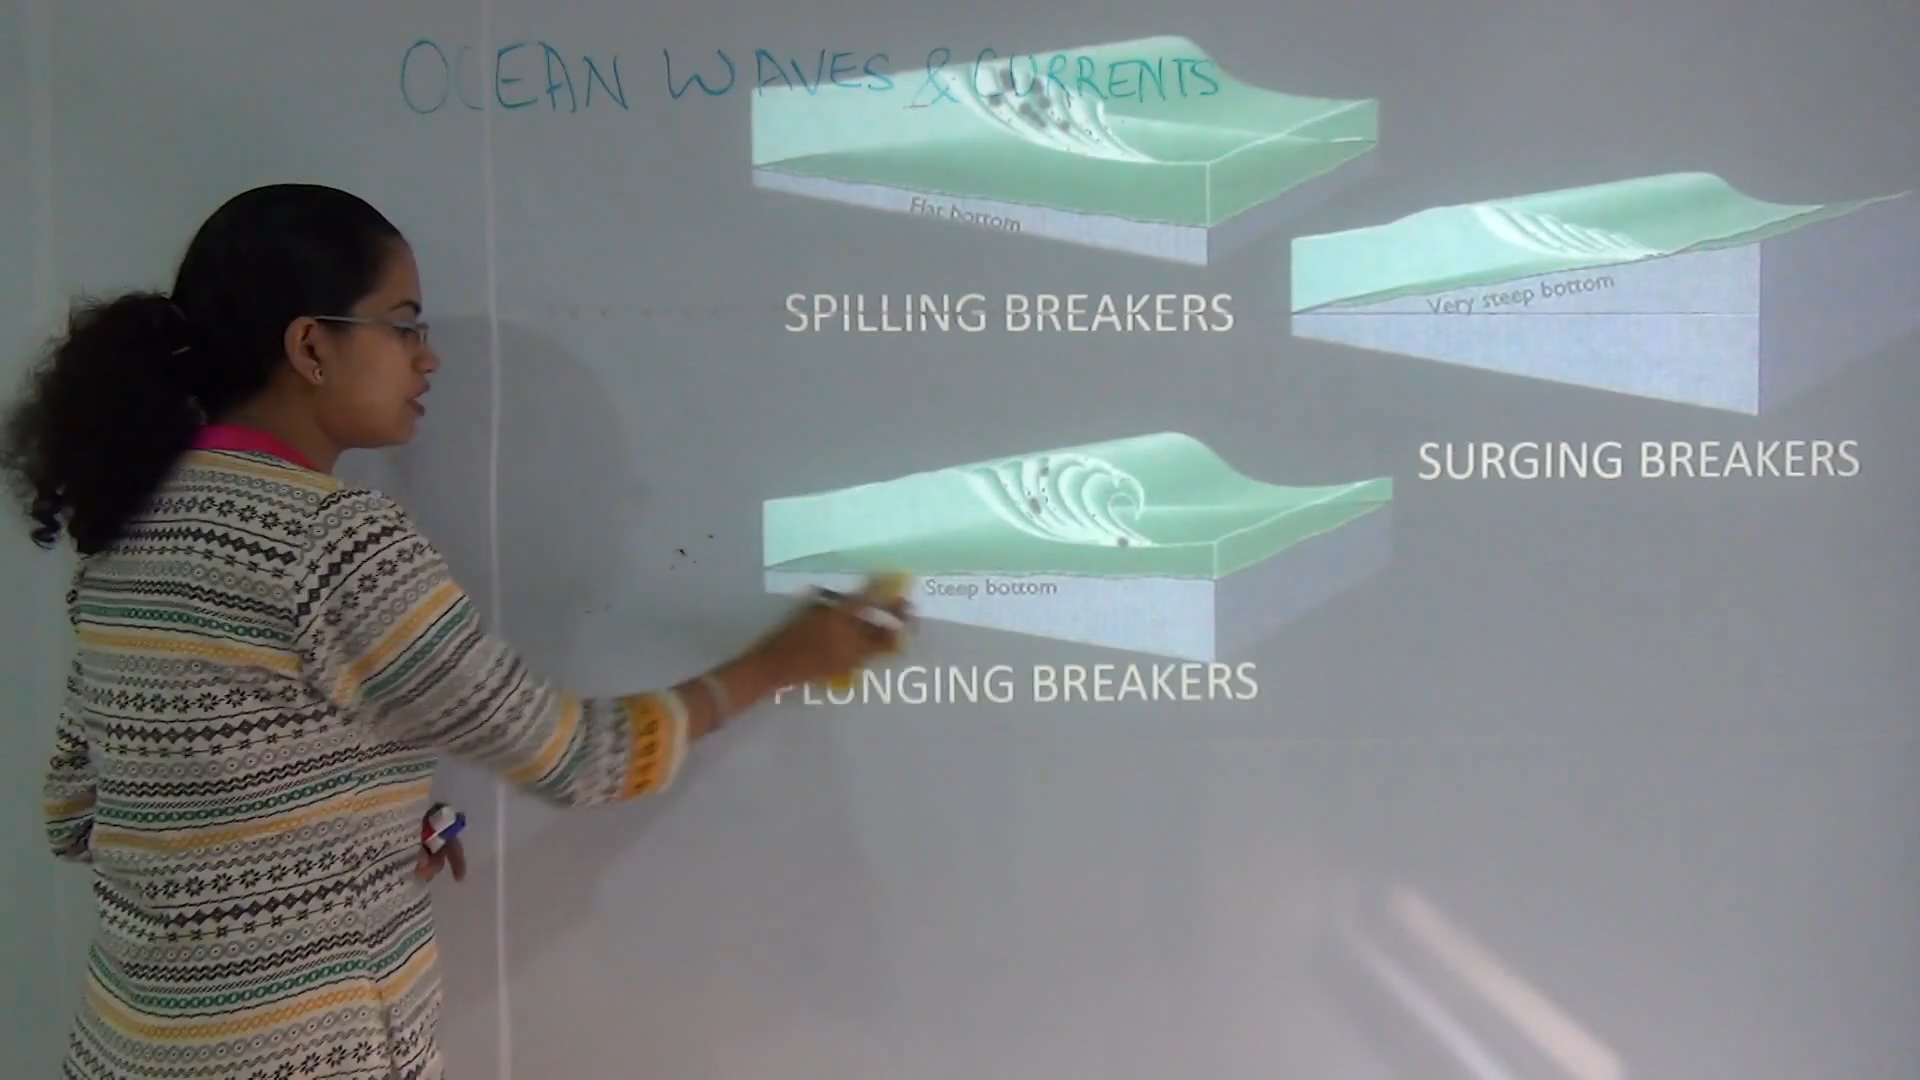 OCEAN WAVES & CURRENTS
Flat bottom
SPILLING BREAKERS
Very steep bottom
SURGING BREAKERS
Steep bottom
PLUNGING BREAKERS